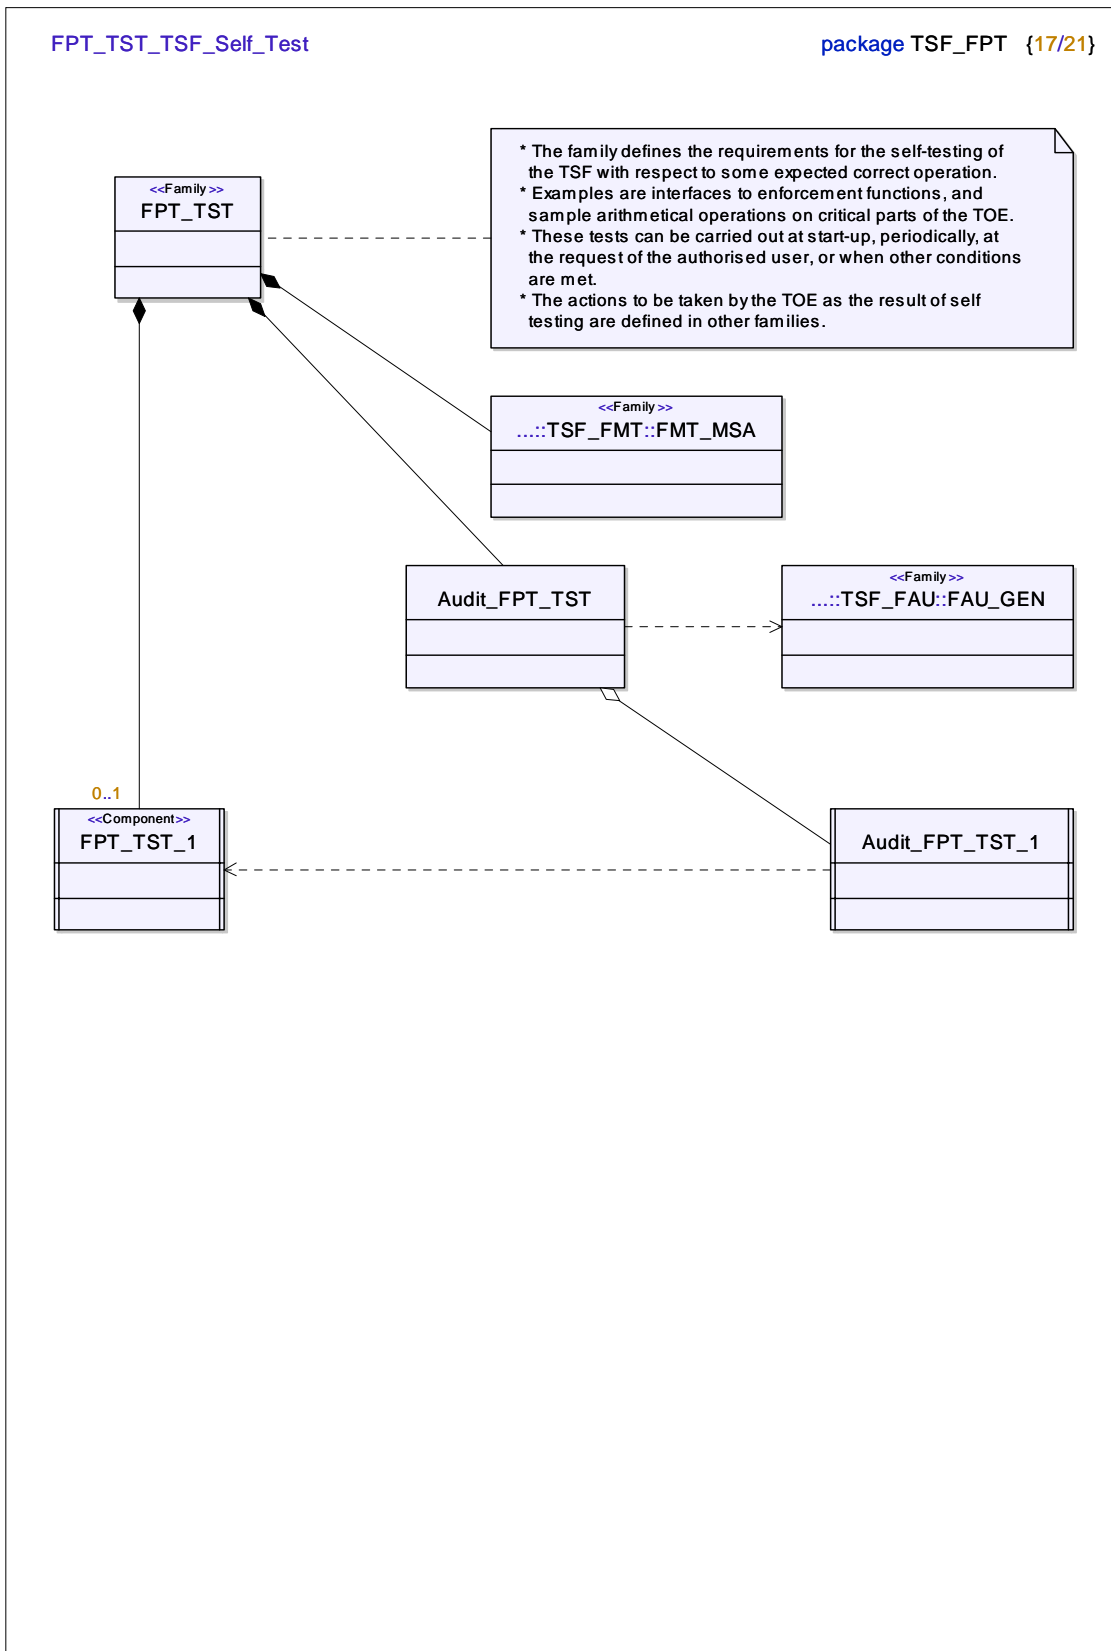 FPT_TST_TSF_Self_Test
package TSF_FPT {17/21}
* The family defines the requirements for the self-testing of
the TSF with respect to some expected correct operation.
* Examples are interfaces to enforcement functions, and
sample arithmetical operations on critical parts of the TOE.
* These tests can be carried out at start-up, periodically, at
the request of the authorised user, or when other conditions
are met.
* The actions to be taken by the TOE as the result of self
testing are defined in other families.
<<Family>>
FPT_TST
<<Family>>
...::TSF_FMT::FMT_MSA
Audit_FPT_TST
<<Family>>
...::TSF_FAU::FAU_GEN
0..1
<<Component>>
FPT_TST_1
Audit_FPT_TST_1